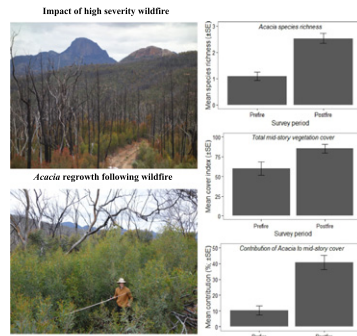 Impact of high severity wildfire
Acacia species richness
Mean species richness (±SE)
3
2
1
0
Prefire
Postfire
Survey period
Total mid-story vegetation cover
Mean cover index (±SE)
100
75
50
25
0
Prefire
Postfire
Survey period
Acacia regrowth following wildfire
Contribution of Acacia to mid-story cover
Mean contribution (%; ±SE)
50
40
30
20
10
0